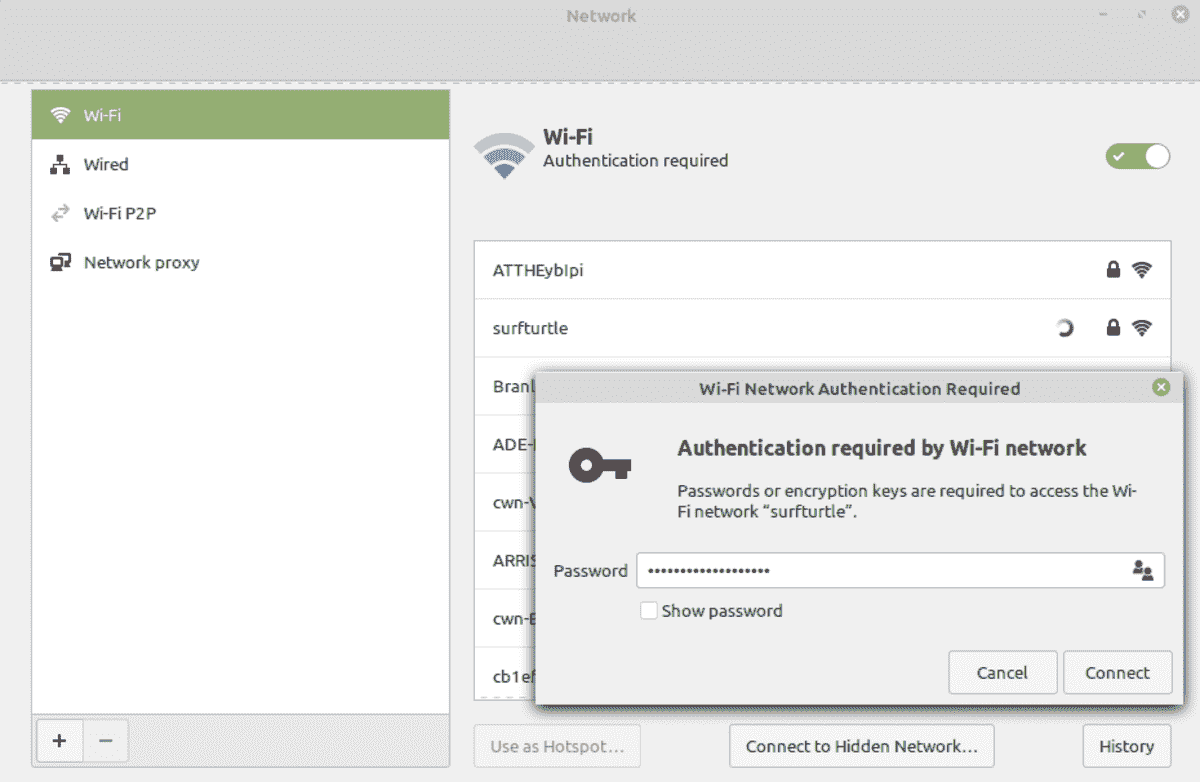 Network
Wi-Fi
Wired
Wi-Fi P2P
Network proxy
Wi-Fi
Authentication required
surfturtle
Wi-Fi Network Authentication Required
Authentication required by Wi-Fi network
Passwords or encryption keys are required to access the Wi-
Fi network “surfturtle”.
Password
Show password
Cancel
Connect
Use as Hotspot…
Connect to Hidden Network…
History